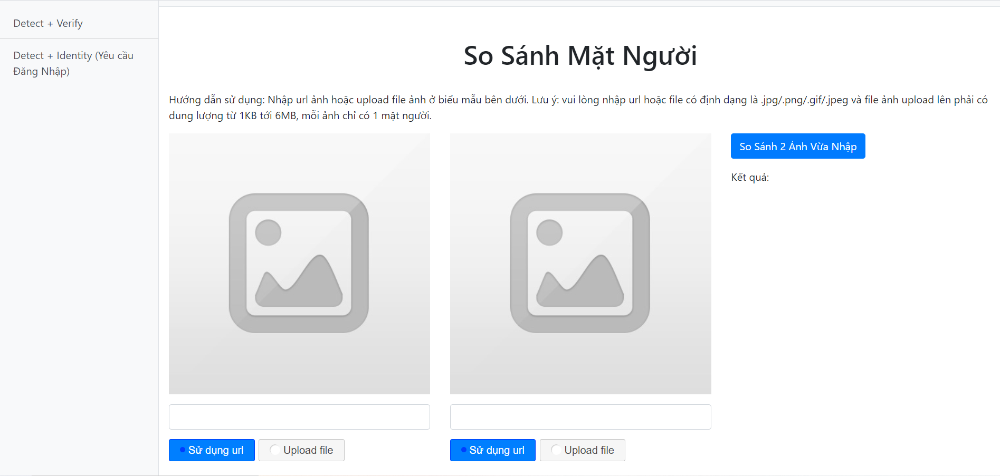 Detect + Verify
Detect + Identity (Yêu cầu
Đăng Nhập)
So Sánh Mặt Người
Hướng dẫn sử dụng: Nhập url ảnh hoặc upload file ảnh ở biểu mẫu bên dưới. Lưu ý: vui lòng nhập url hoặc file có định dạng là .jpg/.png/.gif/.jpeg và file ảnh upload lên phải có
dung lượng từ 1KB tới 6MB, mỗi ảnh chỉ có 1 mặt người.
So Sánh 2 Ảnh Vừa Nhập
Kết quả:
Sử dụng url
Upload file
Sử dụng url
Upload file